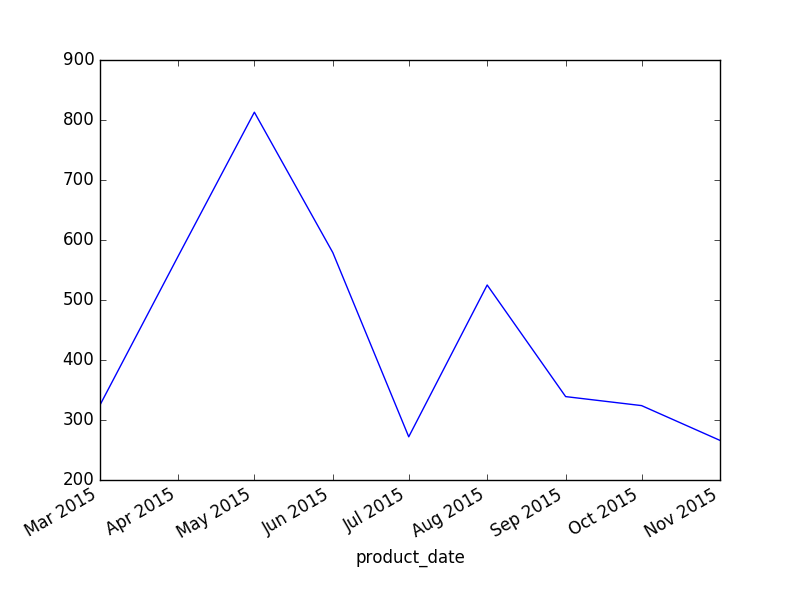 900
800
700
600
500
400
300
200
Mar 2015
Apr 2015
May 2015
Jun 2015
Jul 2015
Aug 2015
Sep 2015
Oct 2015
Nov 2015
product_date